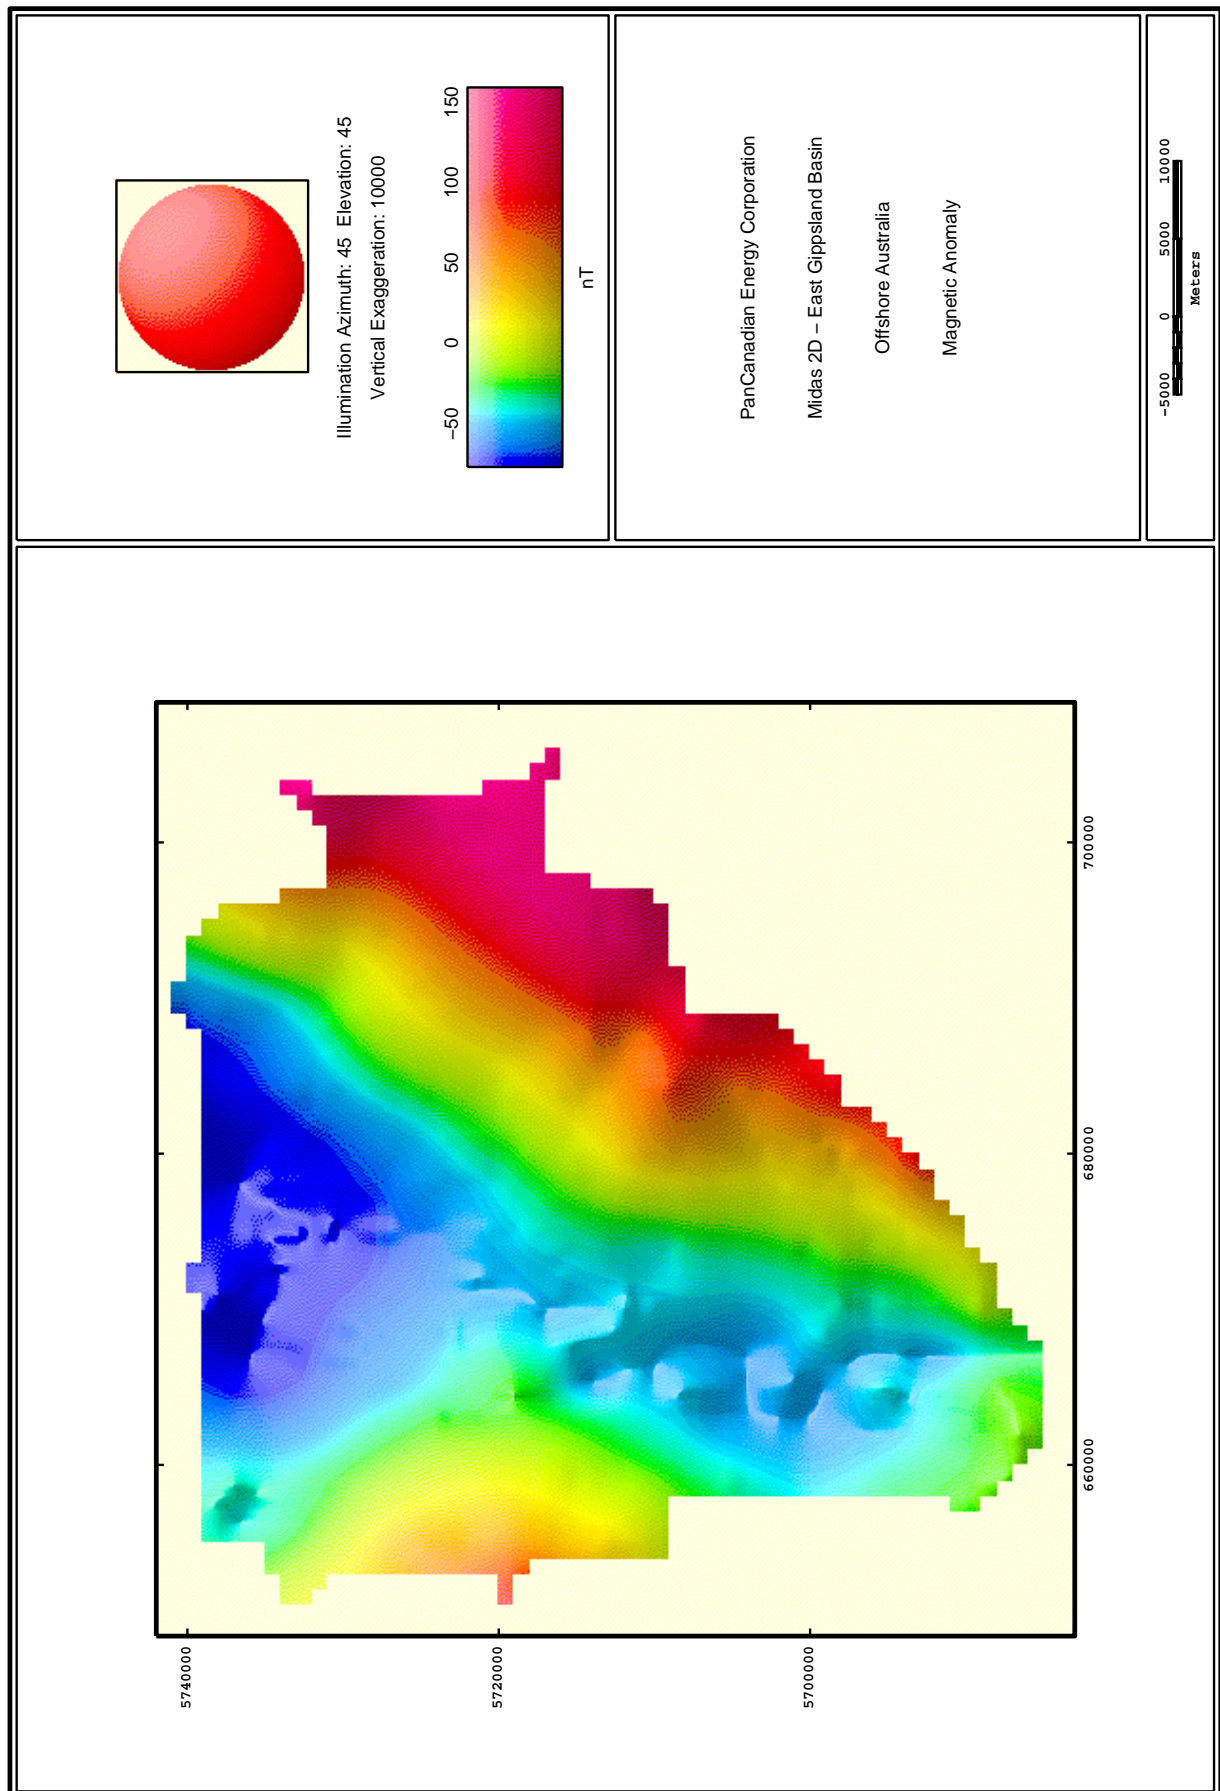 5740000
5720000
5700000
660000
680000
700000
Illumination Azimuth: 45 Elevation: 45
Vertical Exaggeration: 10000
−50
0
50
100
150
nT
PanCanadian Energy Corporation
Midas 2D – East Gippsland Basin
Offshore Australia
Magnetic Anomaly
-5000
0
5000
10000
Meters